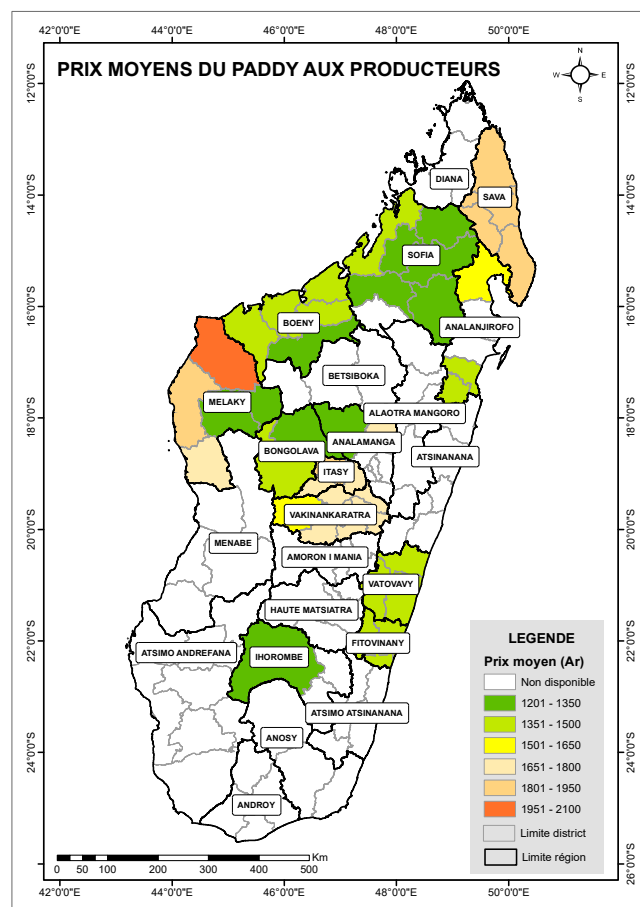 42°0'0"E 44°0'0"E 46°0'0"E 48°0'0"E 50°0'0"E
PRIX MOYENS DU PADDY AUX PRODUCTEURS
N
W E
S
12°0'0"S 12°0'0"S
DIANA
14°0'0"S 14°0'0"S
SAVA
SOFIA
16°0'0"S 16°0'0"S
BOENY
ANALANJIROFO
BETSIBOKA
MELAKY
ALAOTRA MANGORO
18°0'0"S 18°0'0"S
ANALAMANGA
BONGOLAVA
ATSINANANA
ITASY
VAKINANKARATRA
20°0'0"S 20°0'0"S
MENABE
AMORON I MANIA
VATOVAVY
HAUTE MATSIATRA
FITOVINANY
ATSIMO ANDREFANA
IHOROMBE
22°0'0"S 22°0'0"S
ATSIMO ATSINANANA
ANOSY
24°0'0"S 24°0'0"S
ANDROY
26°0'0"S
LEGENDE
Prix moyen (Ar)
Non disponible
1201 - 1350
1351 - 1500
1501 - 1650
1651 - 1800
1801 - 1950
1951 - 2100
Limite district
Limite région
Km
0 50 100 200 300 400 500
42°0'0"E 44°0'0"E 46°0'0"E 48°0'0"E 50°0'0"E